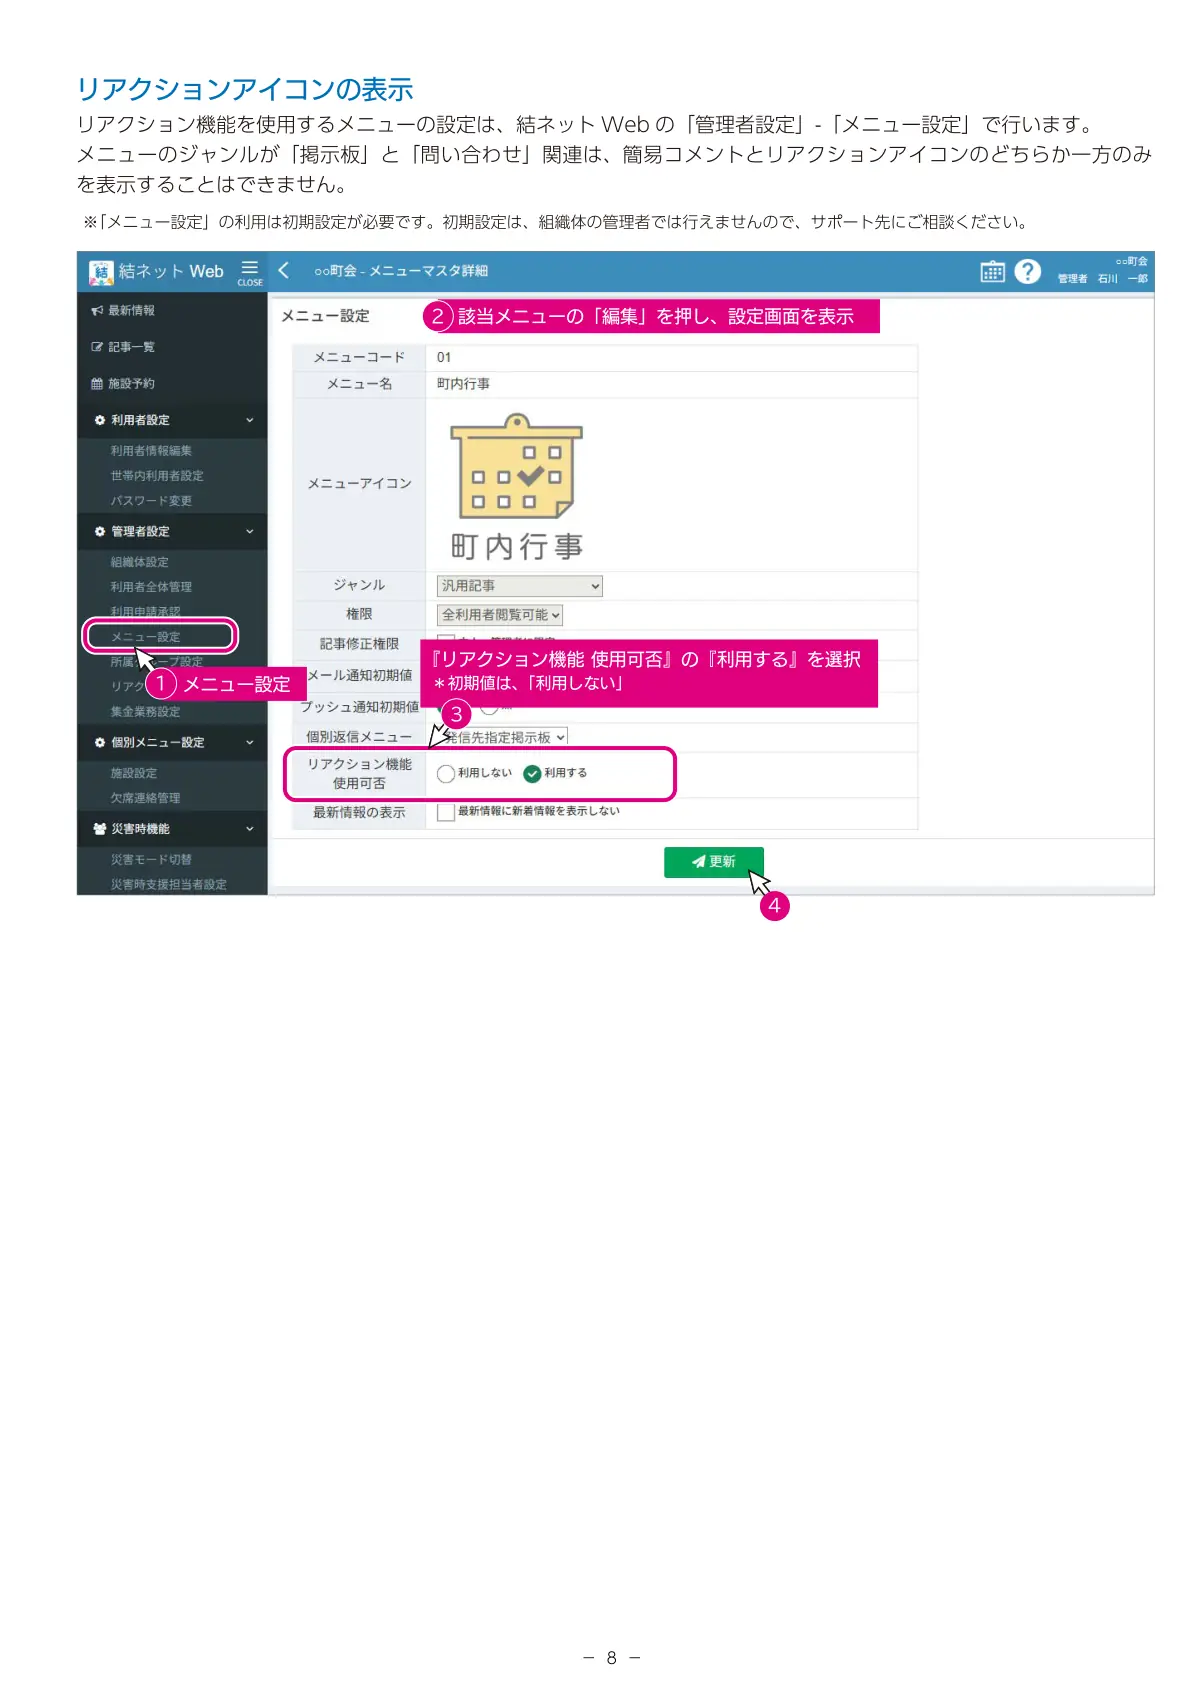 リアクションアイコンの表示
リアクション機能を使用するメニューの設定は、結ネット Web の「管理者設定」-「メニュー設定」で行います。
メニューのジャンルが「掲示板」と「問い合わせ」関連は、簡易コメントとリアクションアイコンのどちらか一方のみ
を表示することはできません。
※「メニュー設定」の利用は初期設定が必要です。初期設定は、組織体の管理者では行えませんので、サポート先にご相談ください。
結ネット Web
CLOSE
○○町会 - メニューマスタ詳細
○○町会
管理者 石川 一郎
最新情報
記事一覧
施設予約
利用者設定
利用者情報編集
世帯内利用者設定
パスワード変更
管理者設定
組織体設定
利用者全体管理
利用申請承認
メニュー設定
所属グループ設定
リアク
集金業務設定
個別メニュー設定
施設設定
欠席連絡管理
災害時機能
災害モード切替
災害時支援担当者設定
1 メニュー設定
メニュー設定
2 該当メニューの「編集」を押し、設定画面を表示
メニューコード 01
メニュー名 町内行事
メニューアイコン
町内行事
ジャンル 汎用記事
権限 全利用者閲覧可能
記事修正権限
『リアクション機能 使用可否』の『利用する』を選択
＊初期値は、「利用しない」
メール通知初期値
プッシュ通知初期値
3
個別返信メニュー 発信先指定掲示板
リアクション機能
使用可否
利用しない 利用する
最新情報の表示 最新情報に新着情報を表示しない
更新
4
− 8 −